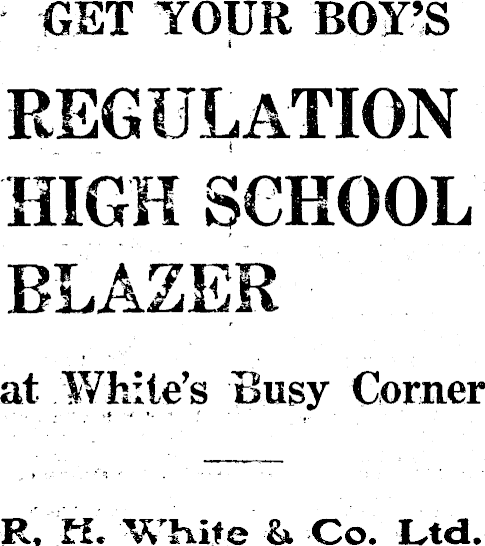 GET YOUR BOY'S
REGULATION
HIGH SCHOOL
BLAZER
at White's Busy Corner
R. H. White & Co. Ltd.